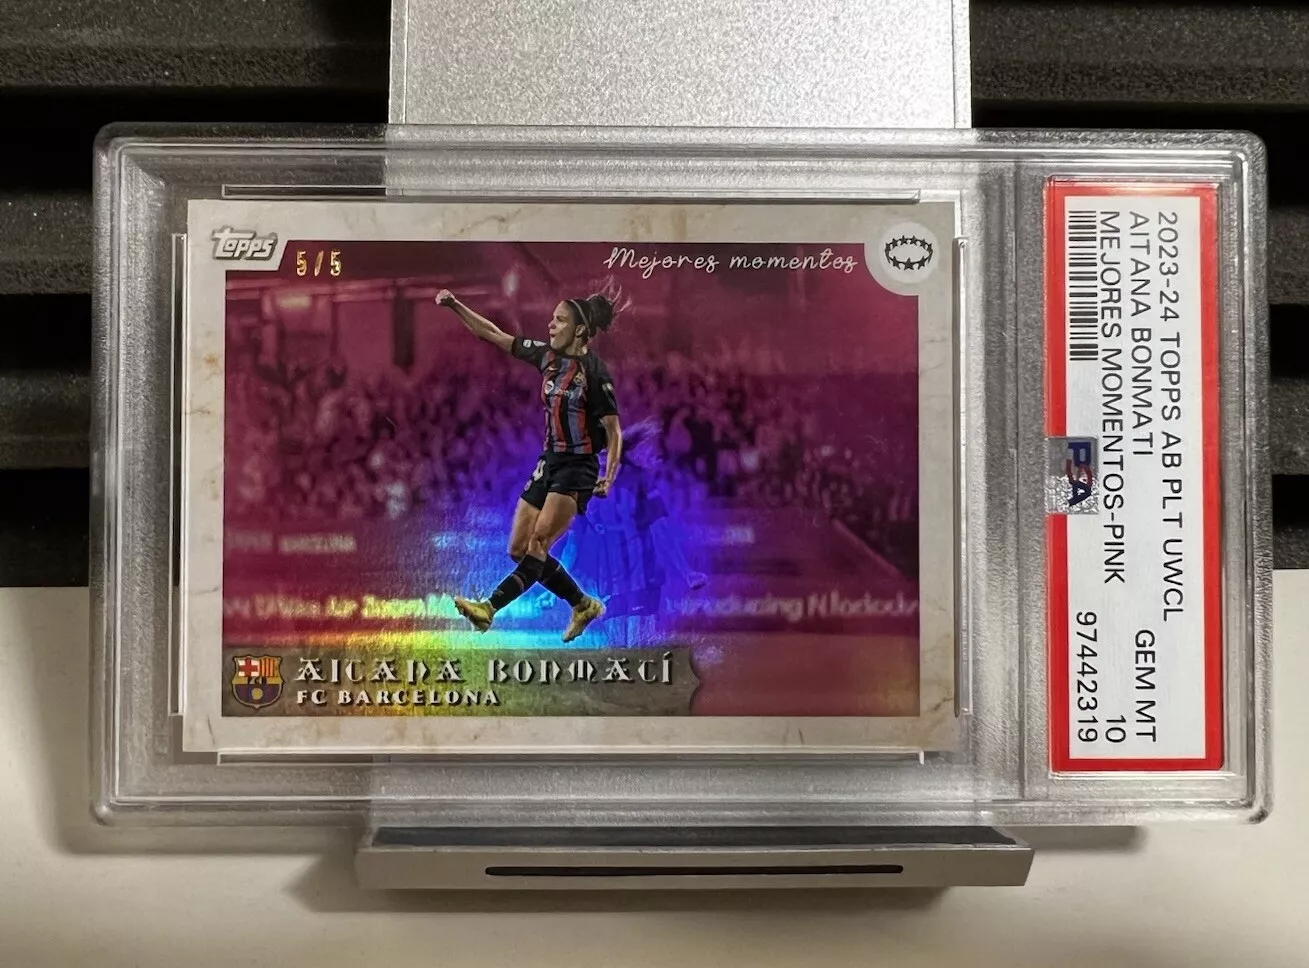 Topps
5/5
Mejores momentos
AITANA BONMATÍ
FC BARCELONA
2023-24 TOPPS AB PLT UWCL
AITANA BONMATI GEM MT
MEJORES MOMENTOS-PINK 10
97442319
PSA